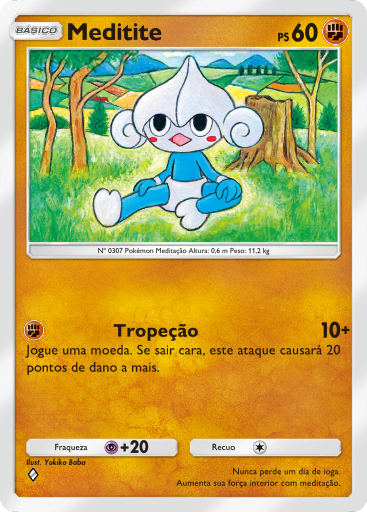 BÁSICO Meditite PS 60
Nº 0307 Pokémon Meditação Altura: 0,6 m Peso: 11,2 kg
Tropeção 10+
Jogue uma moeda. Se sair cara, este ataque causará 20
pontos de dano a mais.
Fraqueza +20 Recuo
Ilust. Yukiko Baba
Nunca perde um dia de ioga.
Aumenta sua força interior com meditação.